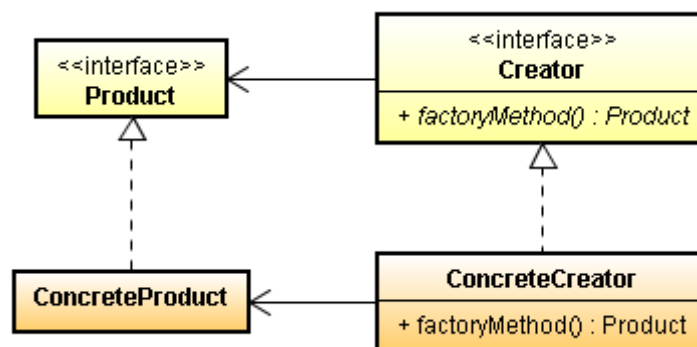 <<interface>>
Product
<<interface>>
Creator
+ factoryMethod() : Product
ConcreteProduct
ConcreteCreator
+ factoryMethod() : Product